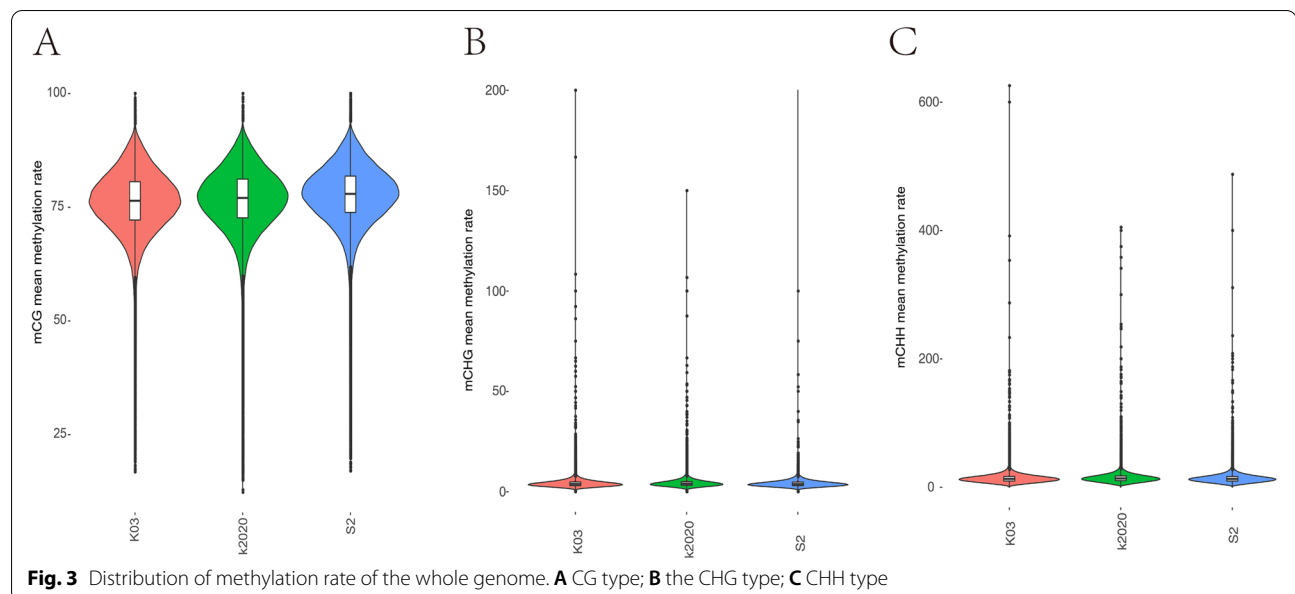 A
mCG mean methylation rate
100-
75-
50-
25-
K03
k2020
S2
B
mCHG mean methylation rate
200-
150-
100-
50-
0-
K03
k2020
S2
C
mCHH mean methylation rate
600-
400-
200-
0-
K03
k2020
S2
Fig. 3 Distribution of methylation rate of the whole genome. A CG type; B the CHG type; C CHH type